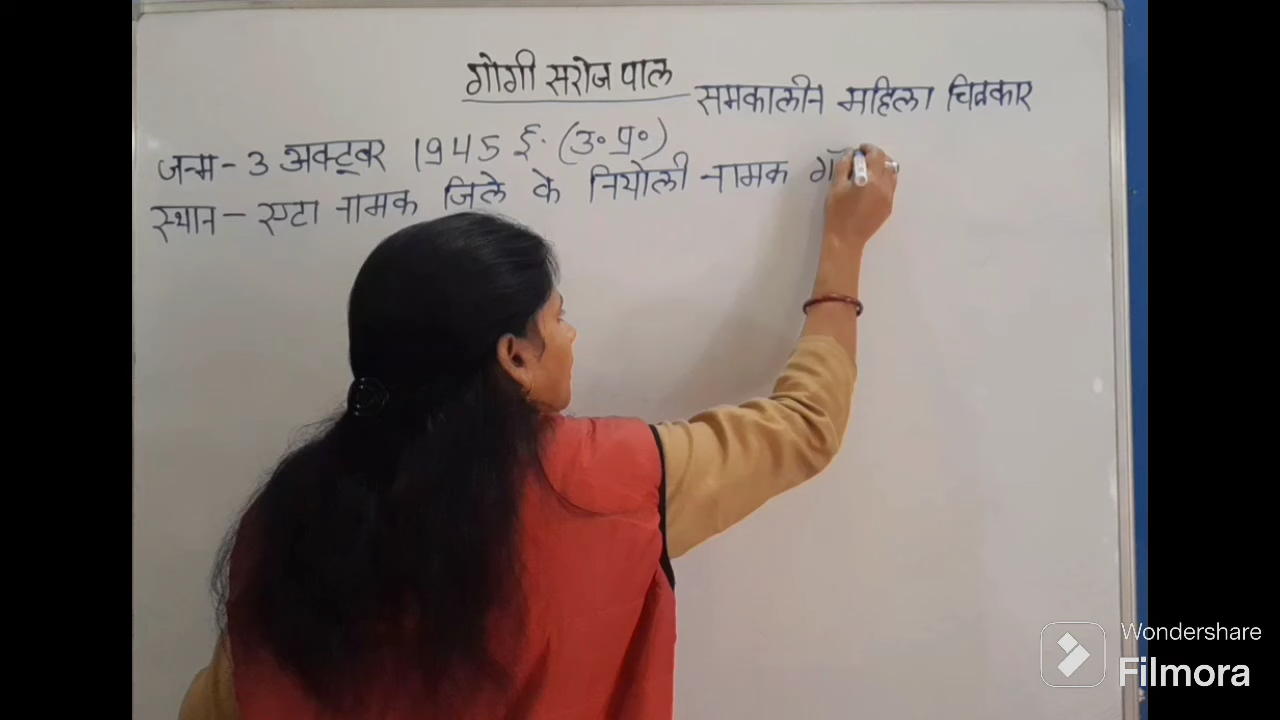 गोगी सरोज पाल
समकालीन महिला चित्रकार
जन्म - 3 अक्टूबर 1945 ई. (उ॰ प्र॰)
स्थान - एटा नामक जिले के नियोली नामक
Wondershare
Filmora